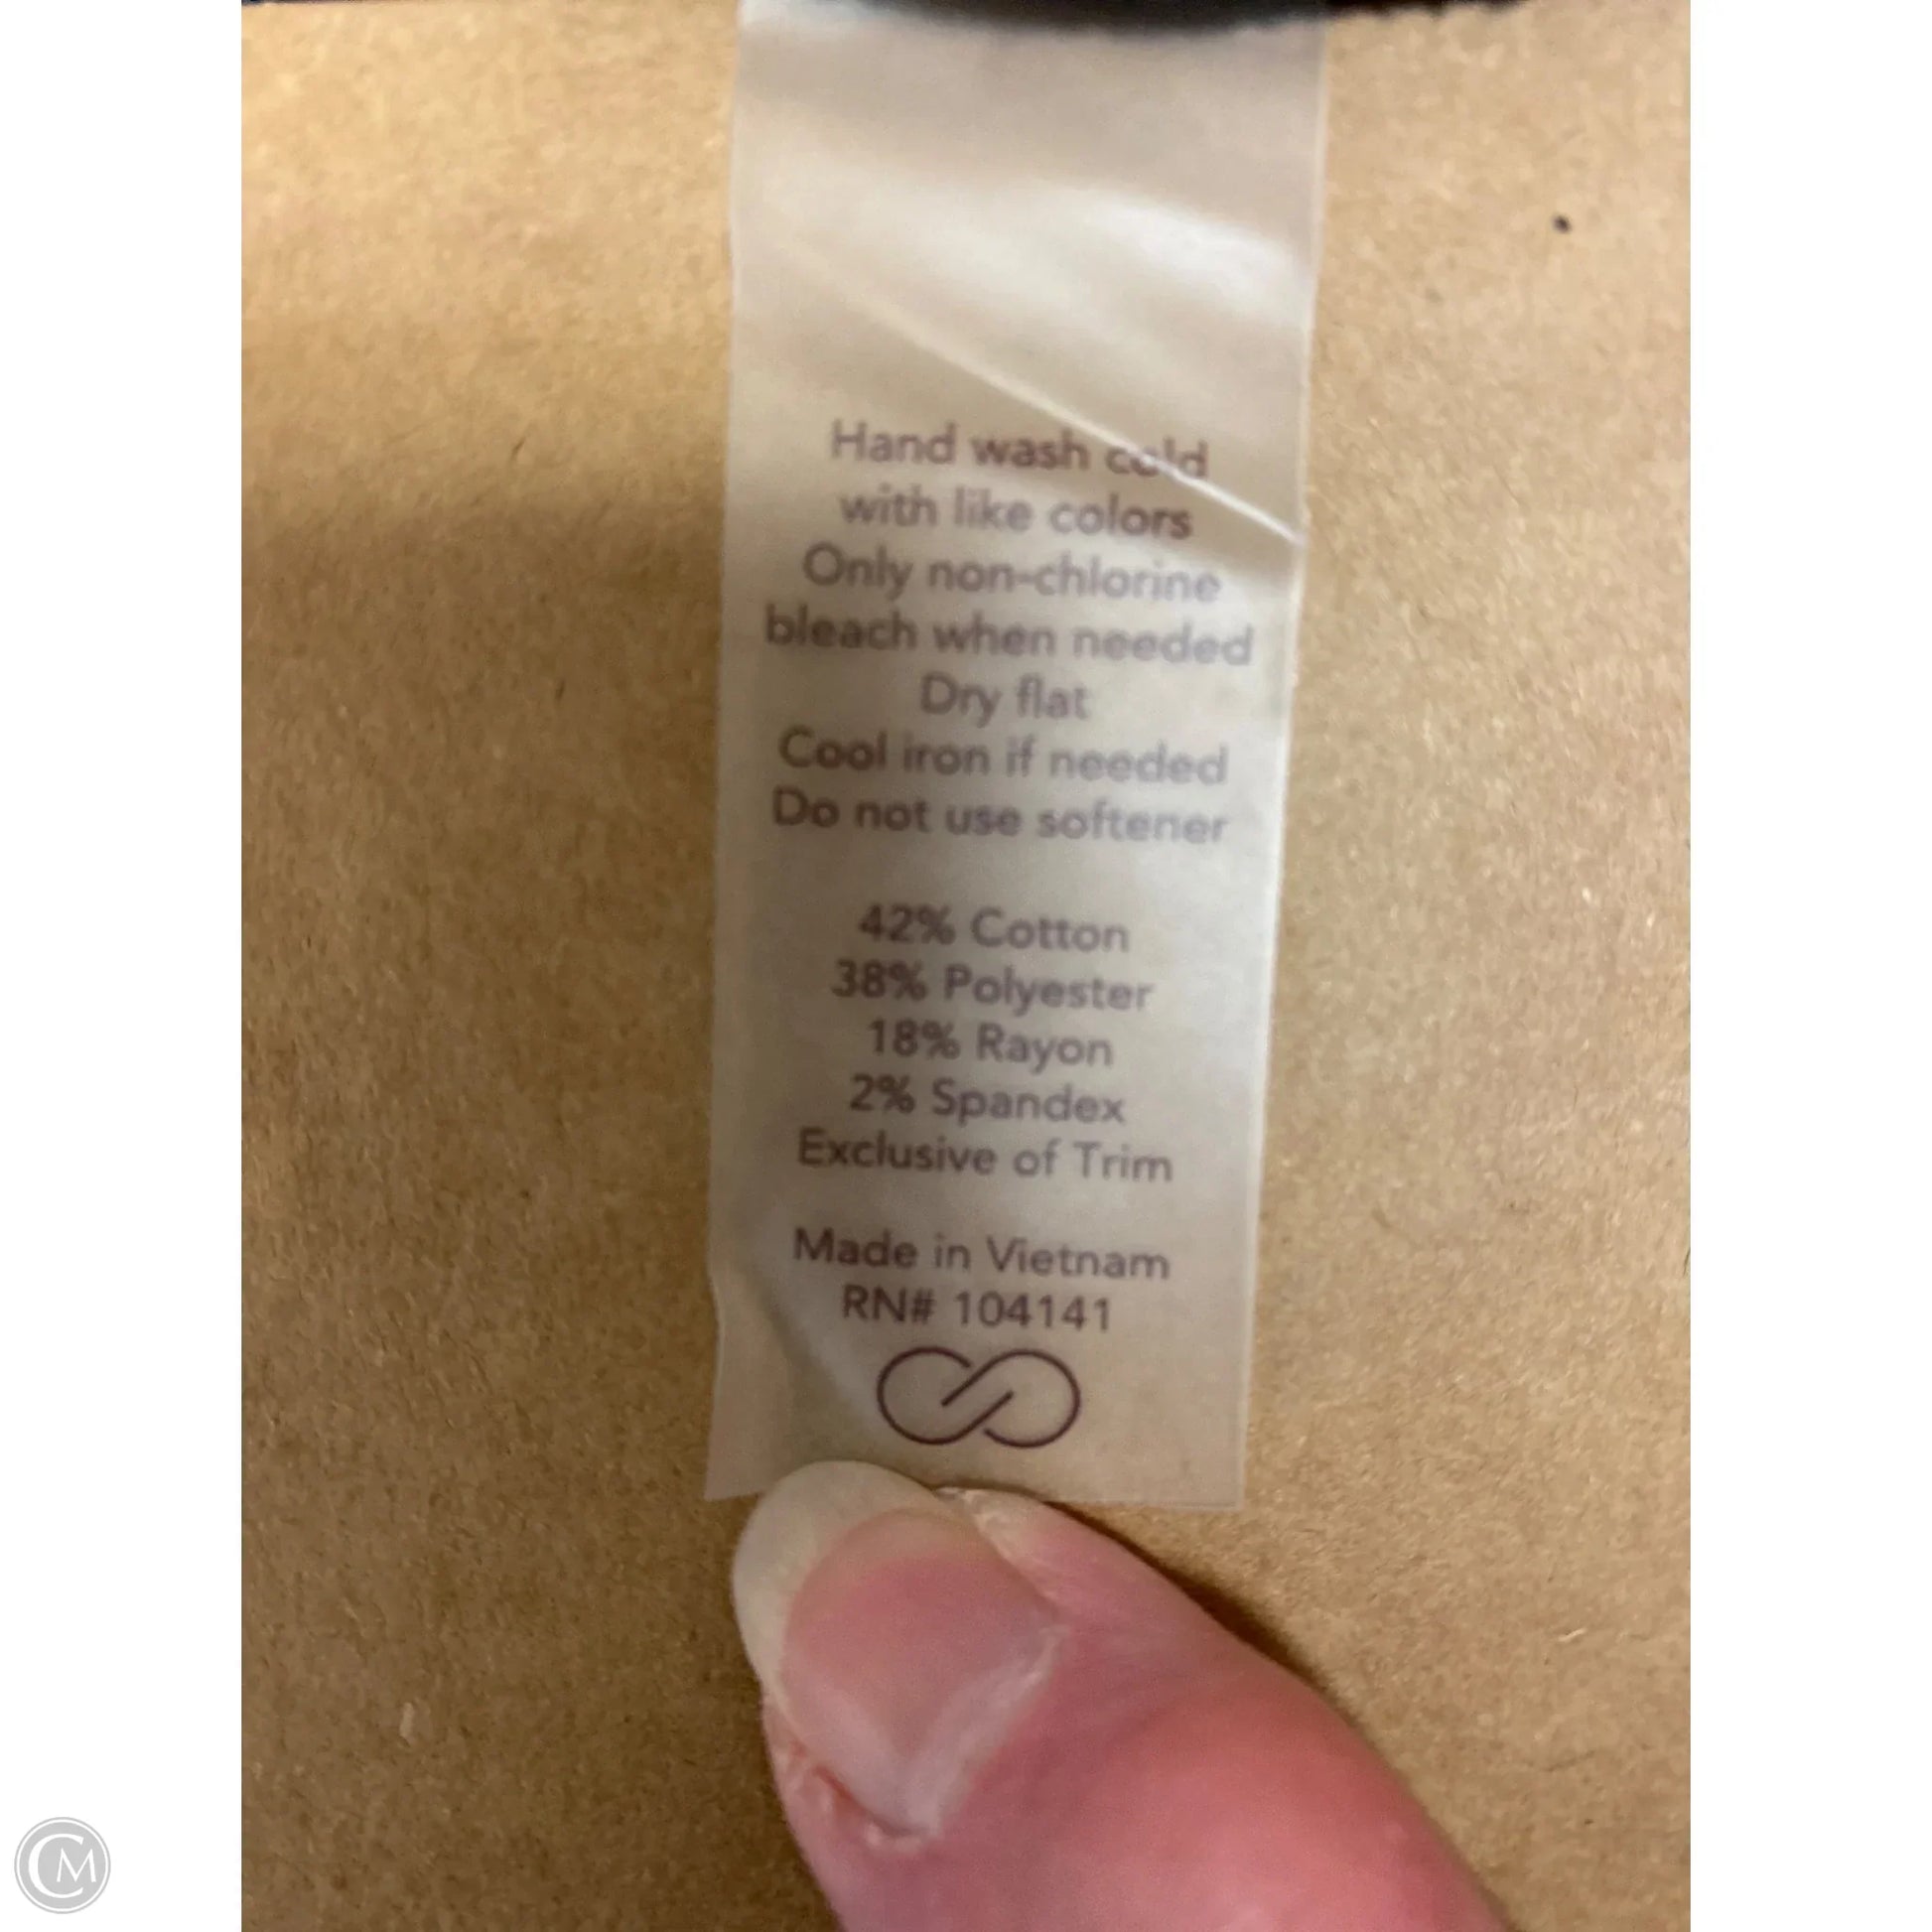 Hand wash cold
with like colors
Only non-chlorine
bleach when needed
Dry flat
Cool iron if needed
Do not use softener
42% Cotton
38% Polyester
18% Rayon
2% Spandex
Exclusive of Trim
Made in Vietnam
RN# 104141
CM